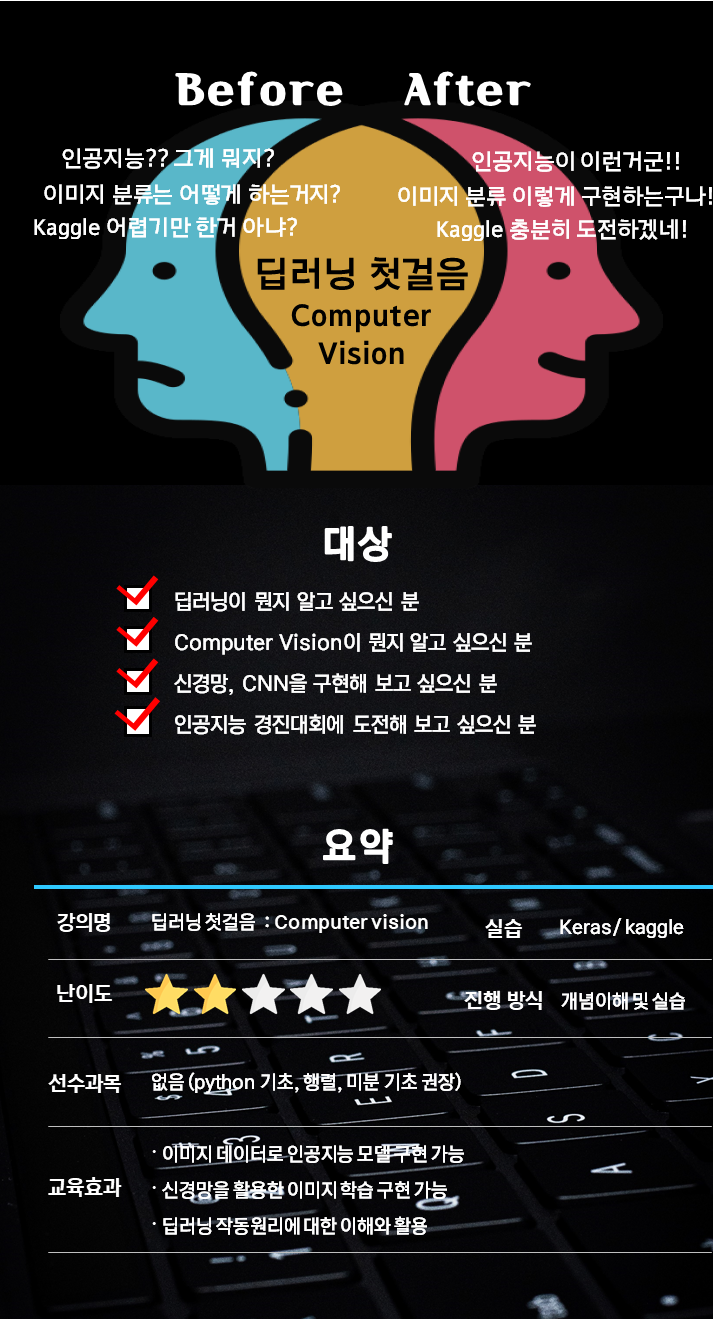 Before After
인공지능?? 그게 뭐지?
이미지 분류는 어떻게 하는거지?
Kaggle 어렵기만 한거 아냐?
인공지능이 이런거군!!
이미지 분류 이렇게 구현하는구나!
Kaggle 충분히 도전하겠네!
딥러닝 첫걸음
Computer
Vision
대상
딥러닝이 뭔지 알고 싶으신 분
Computer Vision이 뭔지 알고 싶으신 분
신경망, CNN을 구현해 보고 싶으신 분
인공지능 경진대회에 도전해 보고 싶으신 분
요약
강의명 딥러닝 첫걸음 : Computer vision 실습 Keras/ kaggle
난이도 진행 방식 개념이해 및 실습
선수과목 없음 (python 기초, 행렬, 미분 기초 권장)
교육효과
· 이미지 데이터로 인공지능 모델 구현 가능
· 신경망을 활용한 이미지 학습 구현 가능
· 딥러닝 작동원리에 대한 이해와 활용